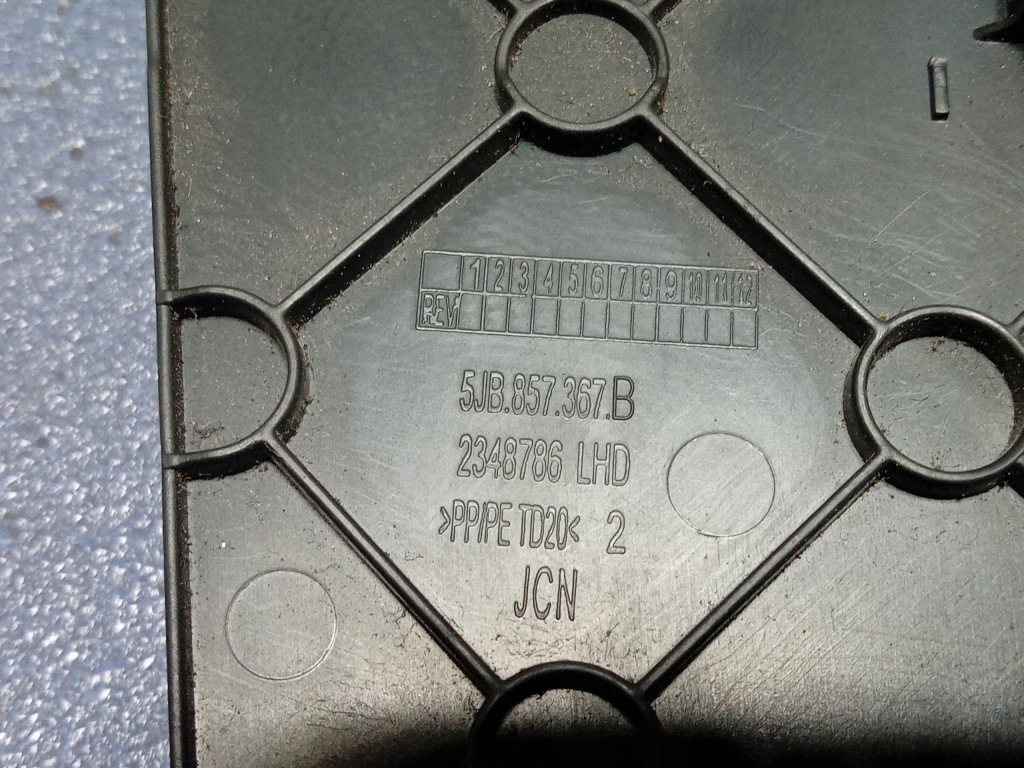 1 2 3 4 5 6 7 8 9 10 11 12
REV
5JB.857.367.B
2348786 LHD
>PP/PE TD20< 2
JCN